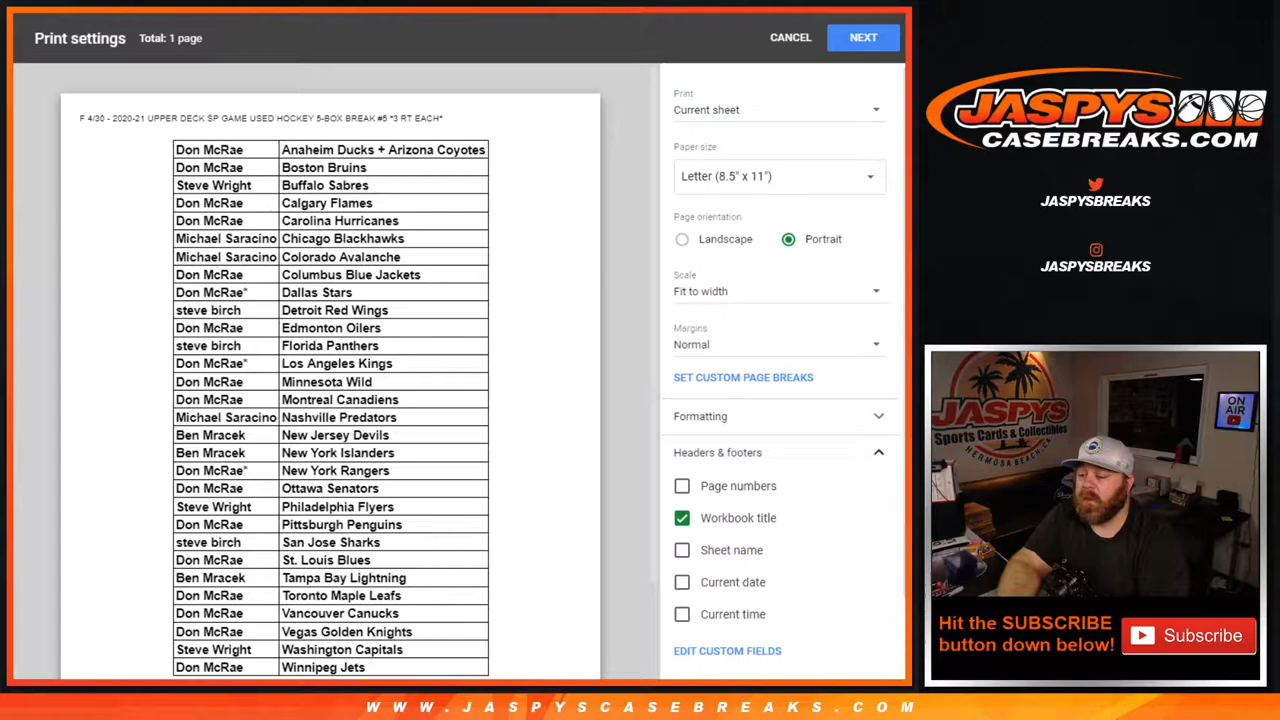 Print settings Total: 1 page CANCEL NEXT
F 4/30 - 2020-21 UPPER DECK SP GAME USED HOCKEY 5-BOX BREAK #5 *3 RT EACH*
Don McRae Anaheim Ducks + Arizona Coyotes
Don McRae Boston Bruins
Steve Wright Buffalo Sabres
Don McRae Calgary Flames
Don McRae Carolina Hurricanes
Michael Saracino Chicago Blackhawks
Michael Saracino Colorado Avalanche
Don McRae Columbus Blue Jackets
Don McRae* Dallas Stars
steve birch Detroit Red Wings
Don McRae Edmonton Oilers
steve birch Florida Panthers
Don McRae* Los Angeles Kings
Don McRae Minnesota Wild
Don McRae Montreal Canadiens
Michael Saracino Nashville Predators
Ben Mracek New Jersey Devils
Ben Mracek New York Islanders
Don McRae* New York Rangers
Don McRae Ottawa Senators
Steve Wright Philadelphia Flyers
Don McRae Pittsburgh Penguins
steve birch San Jose Sharks
Don McRae St. Louis Blues
Ben Mracek Tampa Bay Lightning
Don McRae Toronto Maple Leafs
Don McRae Vancouver Canucks
Don McRae Vegas Golden Knights
Steve Wright Washington Capitals
Don McRae Winnipeg Jets
Print
Current sheet
Paper size
Letter (8.5" x 11")
Page orientation
Landscape Portrait
Scale
Fit to width
Margins
Normal
SET CUSTOM PAGE BREAKS
Formatting
Headers & footers
Page numbers
Workbook title
Sheet name
Current date
Current time
EDIT CUSTOM FIELDS
JASPYS
CASEBREAKS.COM
JASPYSBREAKS
JASPYSBREAKS
JASPYS
Sports Cards & Collectibles
HERMOSA BEACH, CA
ON
AIR
Hit the SUBSCRIBE
button down below!
Subscribe
WWW.JASPYSCASEBREAKS.COM